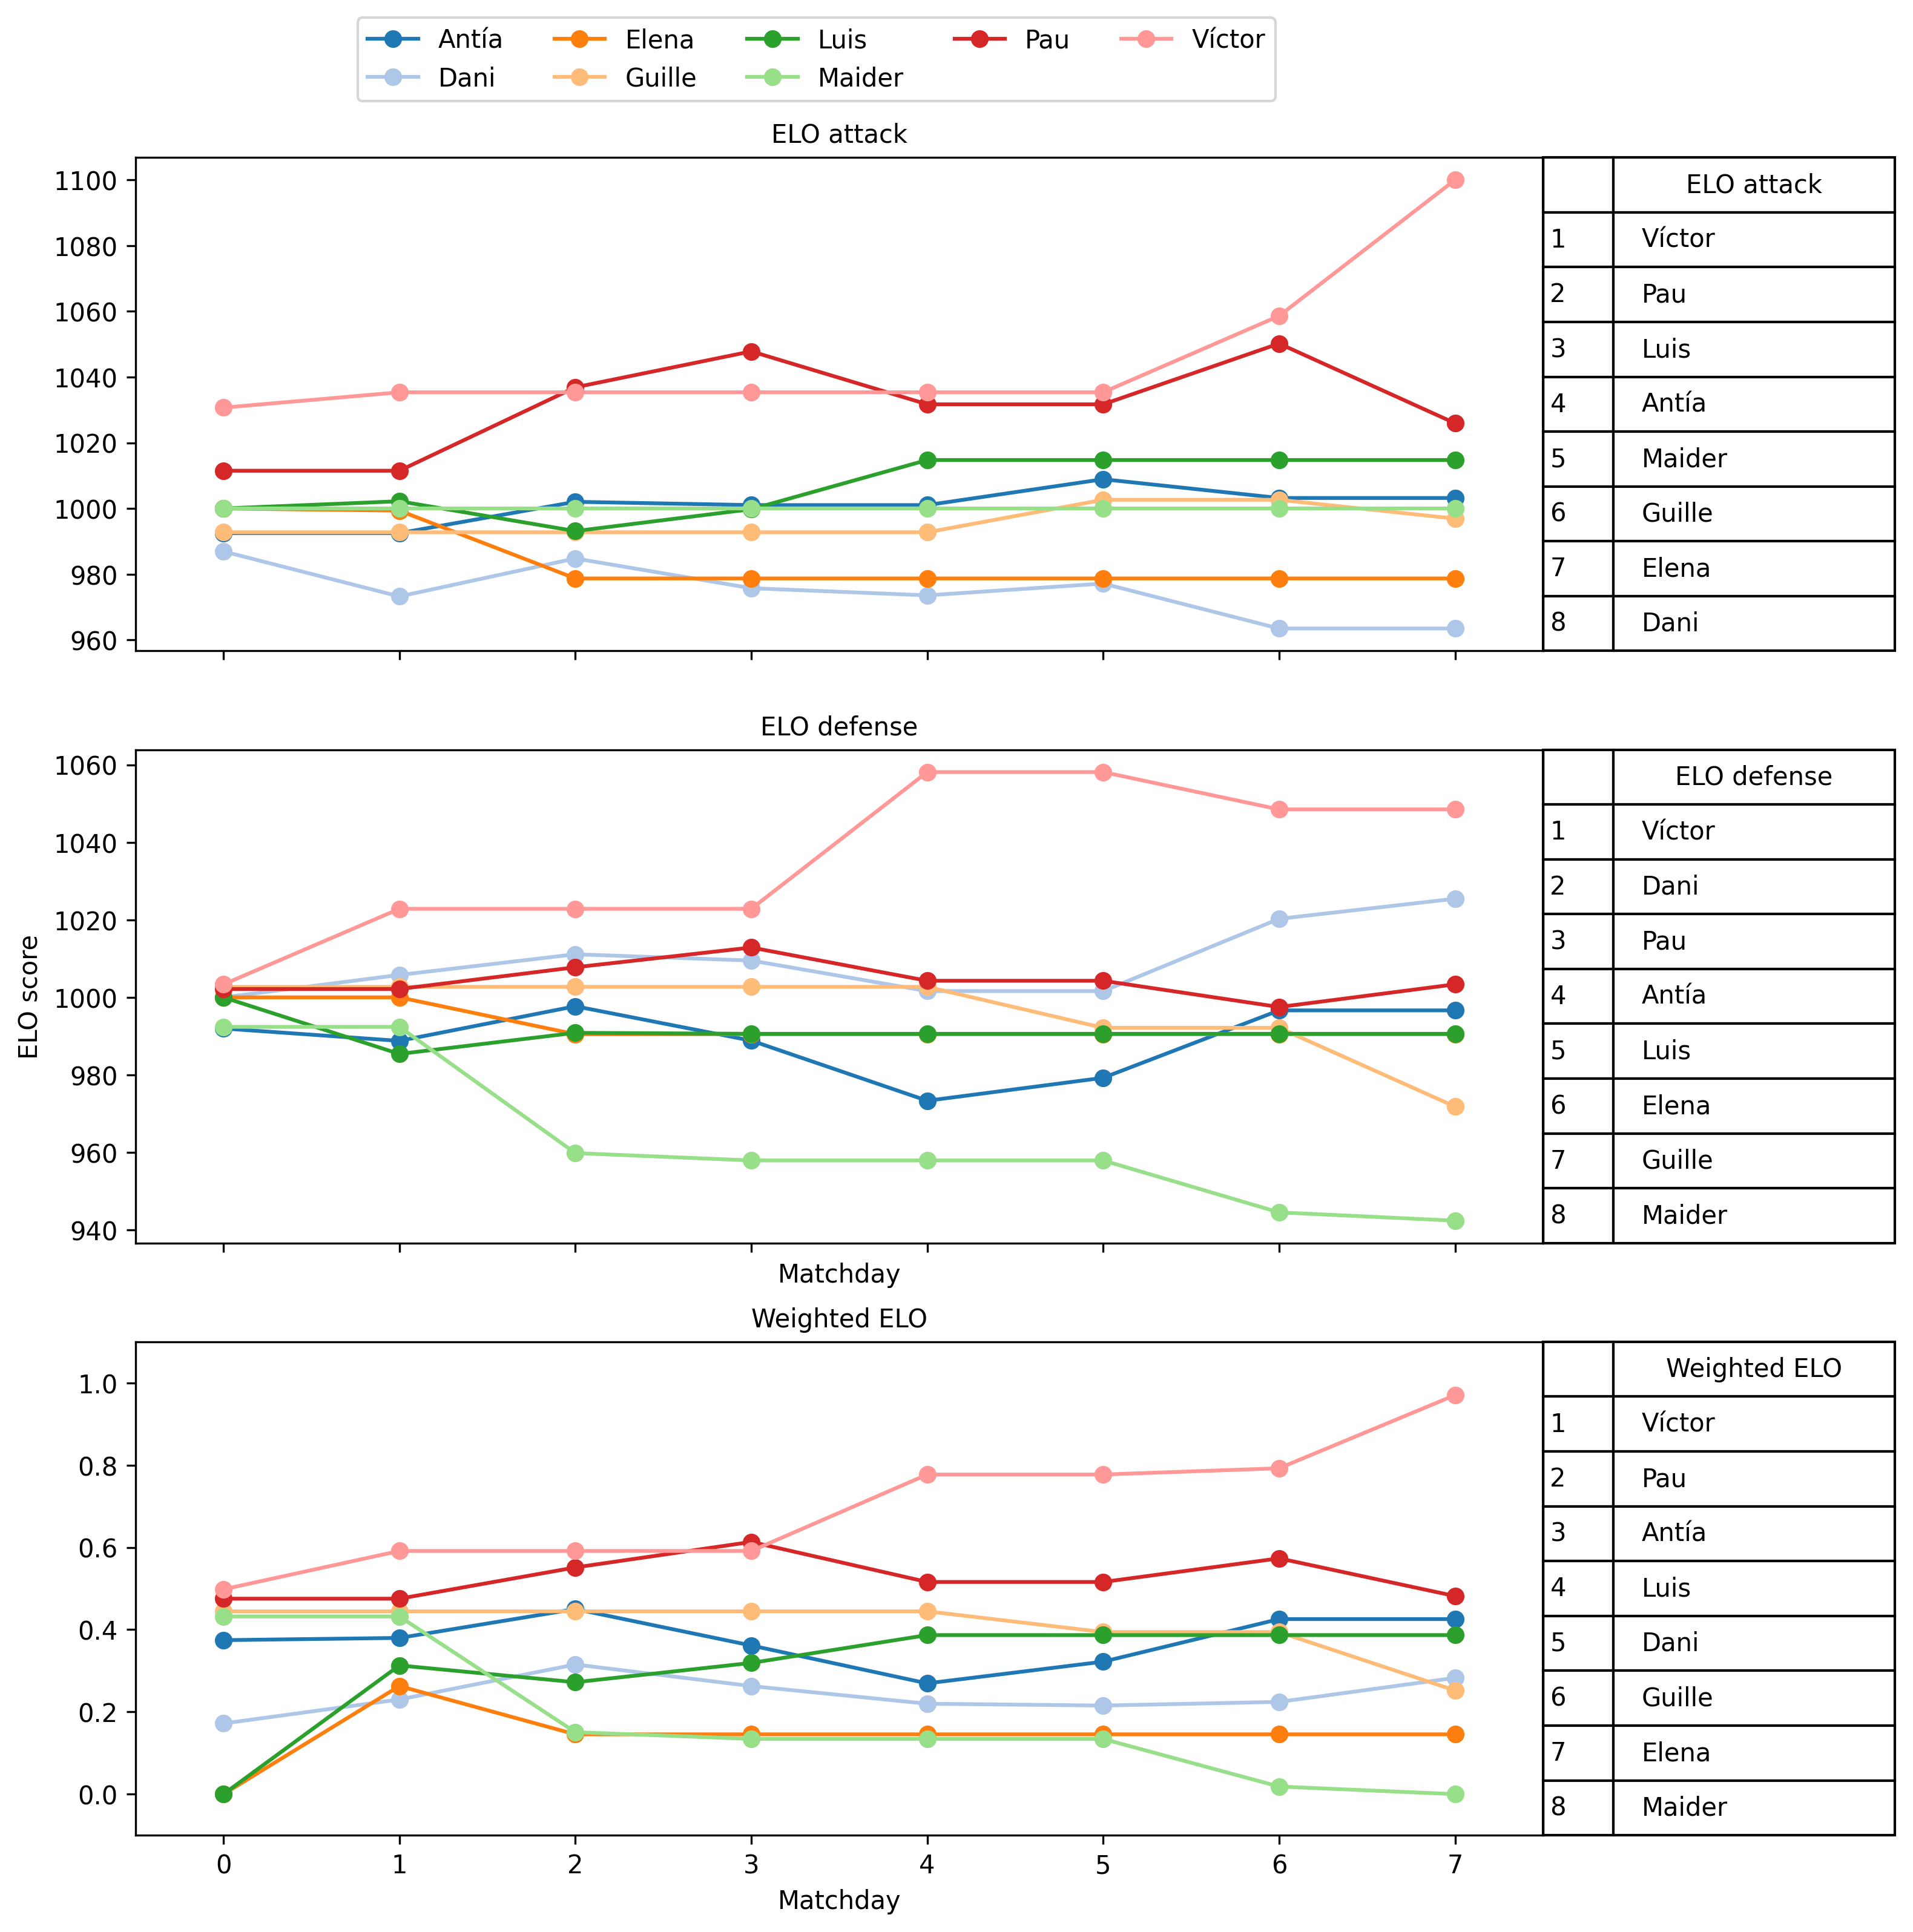 Antía Elena Luis Pau Víctor
Dani Guille Maider
ELO attack
1100
1080
1060
1040
1020
1000
980
960
ELO attack
1 Víctor
2 Pau
3 Luis
4 Antía
5 Maider
6 Guille
7 Elena
8 Dani
ELO defense
ELO score
1060
1040
1020
1000
980
960
940
Matchday
ELO defense
1 Víctor
2 Dani
3 Pau
4 Antía
5 Luis
6 Elena
7 Guille
8 Maider
Weighted ELO
1.0
0.8
0.6
0.4
0.2
0.0
0 1 2 3 4 5 6 7
Matchday
Weighted ELO
1 Víctor
2 Pau
3 Antía
4 Luis
5 Dani
6 Guille
7 Elena
8 Maider